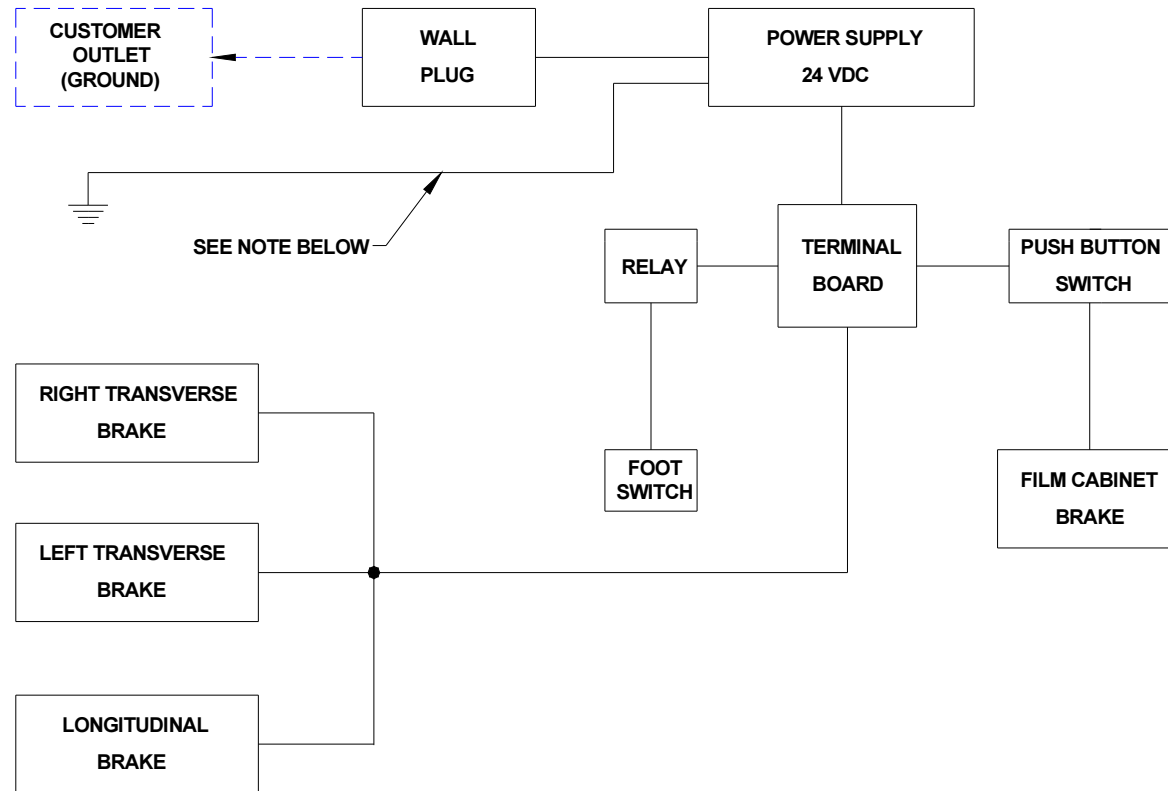 CUSTOMER
OUTLET
(GROUND)
WALL
PLUG
POWER SUPPLY
24 VDC
SEE NOTE BELOW
RELAY
TERMINAL
BOARD
PUSH BUTTON
SWITCH
RIGHT TRANSVERSE
BRAKE
FOOT
SWITCH
FILM CABINET
BRAKE
LEFT TRANSVERSE
BRAKE
LONGITUDINAL
BRAKE